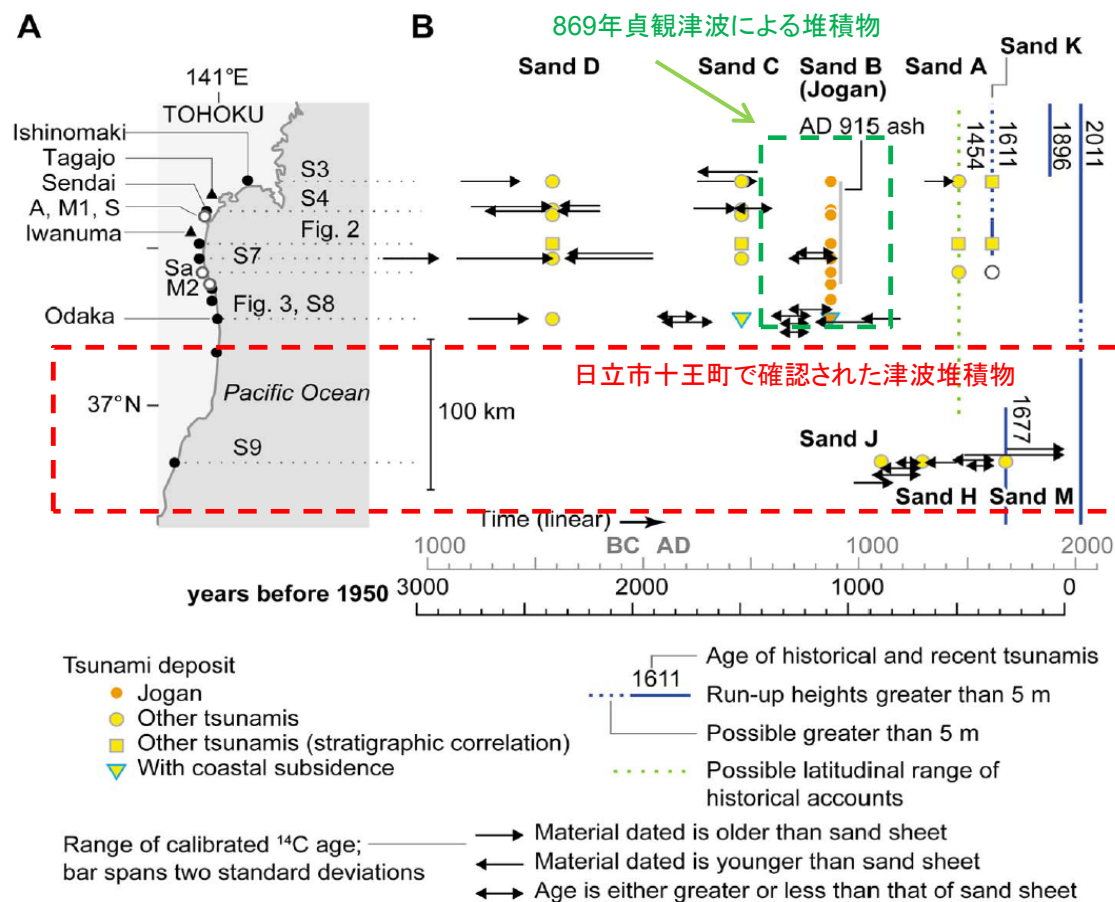 A
B
869年貞観津波による堆積物
141°E
TOHOKU
Ishinomaki
Tagajo
Sendai
A, M1, S
Iwanuma
Sa
M2
Odaka
37°N
S3
S4
Fig. 2
S7
Fig. 3, S8
Pacific Ocean
S9
100 km
Sand D
Sand C
Sand B
(Jogan)
AD 915 ash
Sand A
Sand K
1454
1611
1896
2011
日立市十王町で確認された津波堆積物
1677
Sand J
Sand H
Sand M
Time (linear)
1000
BC
AD
1000
2000
years before 1950
3000
2000
1000
0
Tsunami deposit
Jogan
Other tsunamis
Other tsunamis (stratigraphic correlation)
With coastal subsidence
Age of historical and recent tsunamis
1611
Run-up heights greater than 5 m
Possible greater than 5 m
Possible latitudinal range of
historical accounts
Range of calibrated ¹⁴C age;
bar spans two standard deviations
Material dated is older than sand sheet
Material dated is younger than sand sheet
Age is either greater or less than that of sand sheet